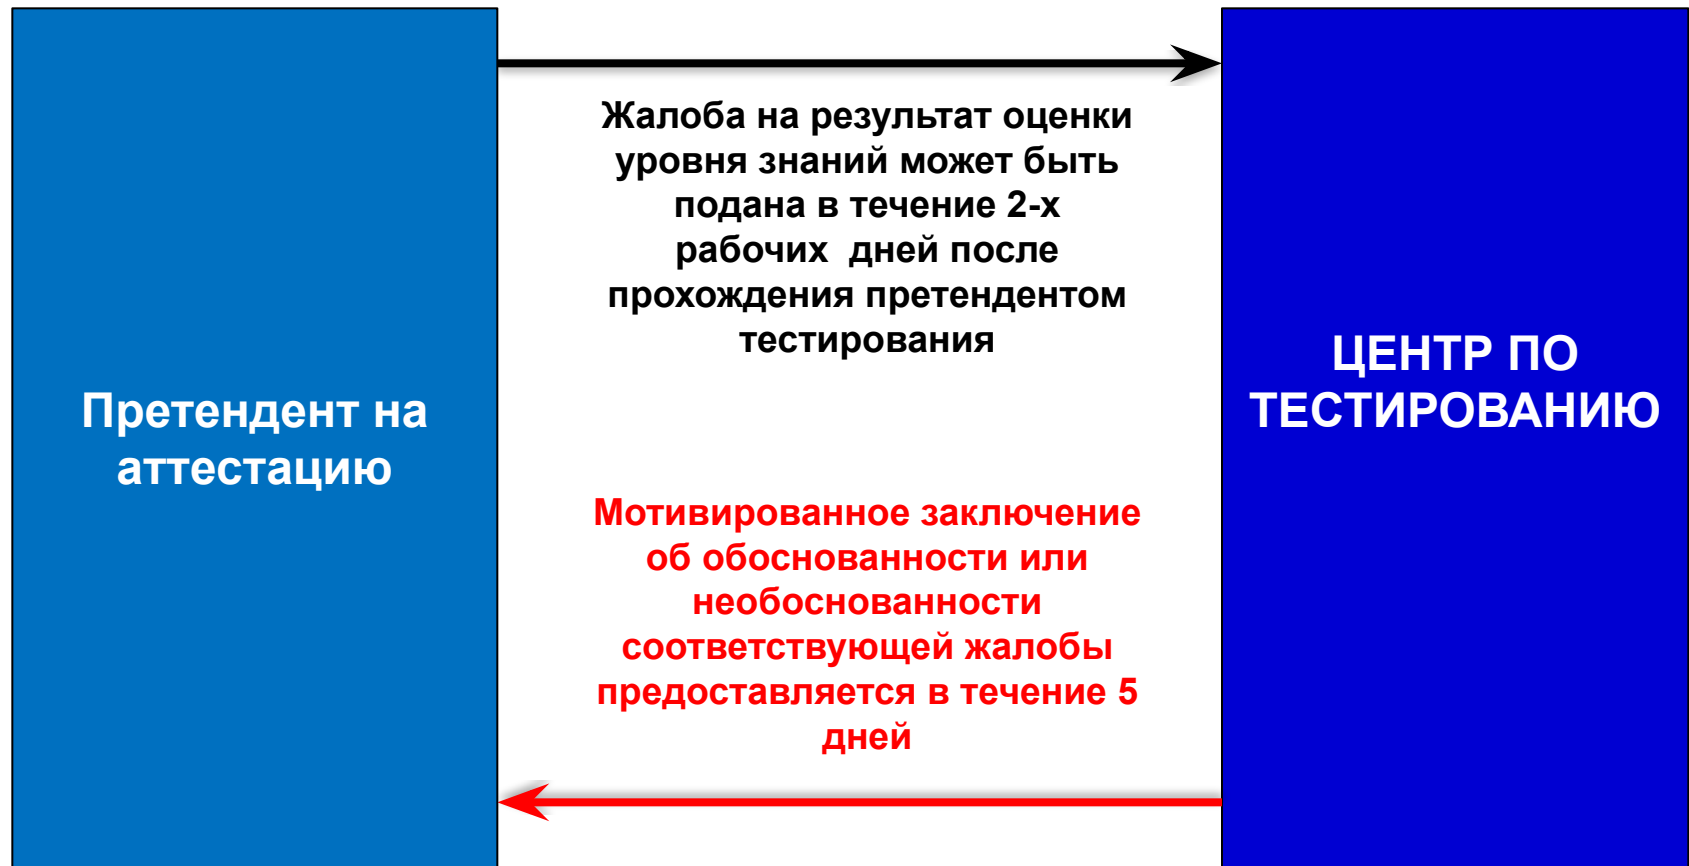 Претендент на
аттестацию
Жалоба на результат оценки
уровня знаний может быть
подана в течение 2-х
рабочих  дней после
прохождения претендентом
тестирования
Мотивированное заключение
об обоснованности или
необоснованности
соответствующей жалобы
предоставляется в течение 5
дней
ЦЕНТР ПО
ТЕСТИРОВАНИЮ